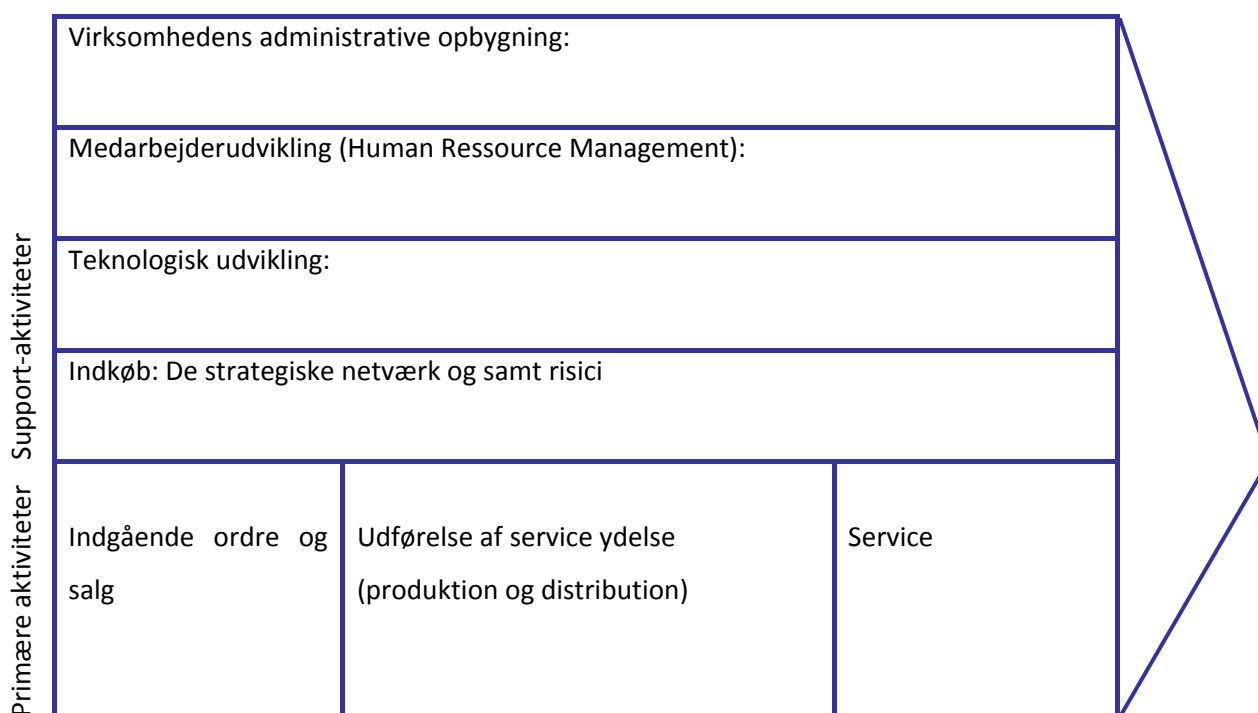 Virksomhedens administrative opbygning:
Medarbejderudvikling (Human Ressource Management):
Teknologisk udvikling:
Indkøb: De strategiske netværk og samt risici
Support-aktiviteter
Indgående ordre og
salg
Udførelse af service ydelse
(produktion og distribution)
Service
Primære aktiviteter